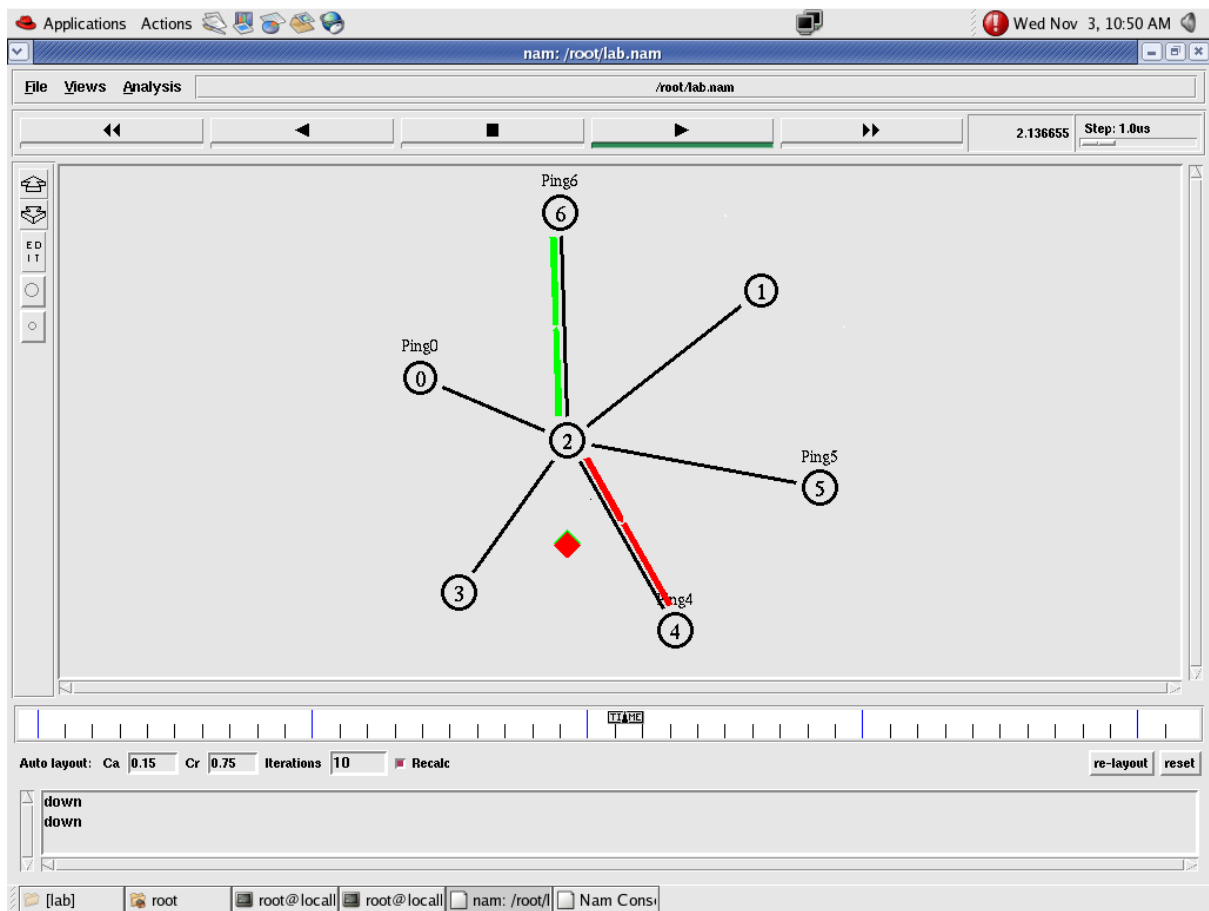 Applications Actions Wed Nov 3, 10:50 AM
nam: /root/lab.nam
File Views Analysis /root/lab.nam
2.136655 Step: 1.0us
E D
I T
Ping6
6
1
Ping0
0
2
Ping5
5
3
Ping4
4
TIME
Auto layout: Ca 0.15 Cr 0.75 Iterations 10 Recalc re-layout reset
down
down
[lab] root root@locall root@locall nam: /root/l Nam Cons